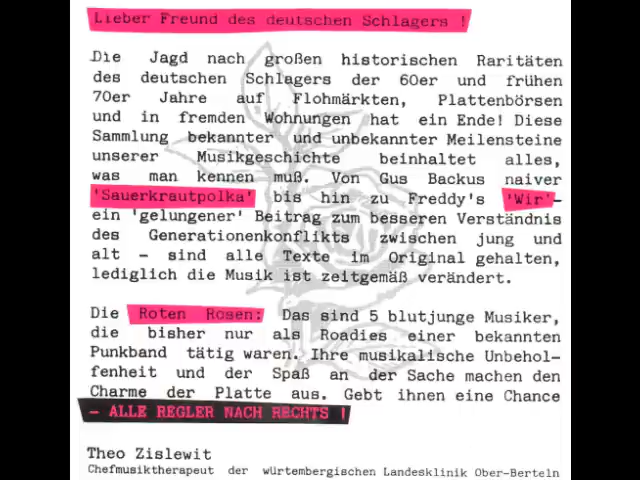 Lieber Freund des deutschen Schlagers !
Die Jagd nach großen historischen Raritäten
des deutschen Schlagers der 60er und frühen
70er Jahre auf Flohmärkten, Plattenbörsen
und in fremden Wohnungen hat ein Ende! Diese
Sammlung bekannter und unbekannter Meilensteine
unserer Musikgeschichte beinhaltet alles,
was man kennen muß. Von Gus Backus naiver
'Sauerkrautpolka' bis hin zu Freddy's 'Wir'-
ein 'gelungener' Beitrag zum besseren Verständnis
des Generationenkonflikts zwischen jung und
alt - sind alle Texte im Original gehalten,
lediglich die Musik ist zeitgemäß verändert.
Die Roten Rosen: Das sind 5 blutjunge Musiker,
die bisher nur als Roadies einer bekannten
Punkband tätig waren. Ihre musikalische Unbehol-
fenheit und der Spaß an der Sache machen den
Charme der Platte aus. Gebt ihnen eine Chance
- ALLE REGLER NACH RECHTS !
Theo Zislewit
Chefmusiktherapeut der würtembergischen Landesklinik Ober-Berteln